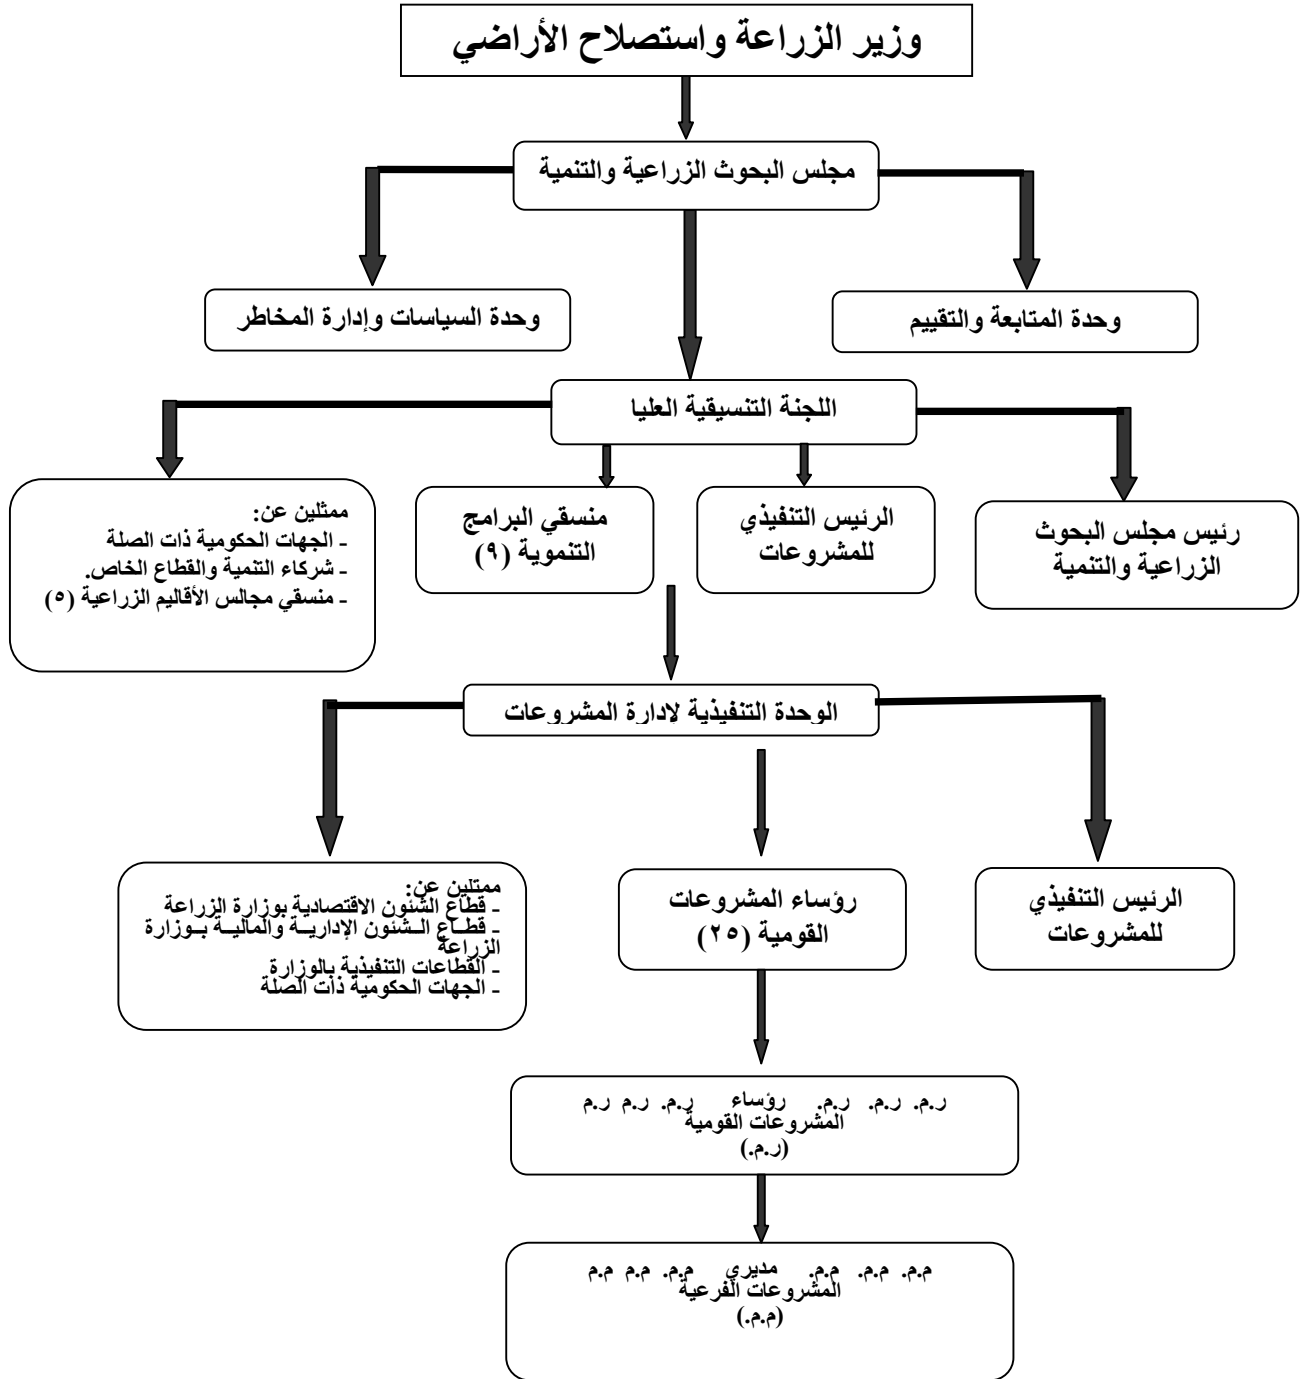 وزير الزراعة واستصلاح الأراضي
مجلس البحوث الزراعية والتنمية
وحدة المتابعة والتقييم
وحدة السياسات وإدارة المخاطر
اللجنة التنسيقية العليا
رئيس مجلس البحوث
الزراعية والتنمية
الرئيس التنفيذي
للمشروعات
منسقي البرامج
التنموية (٩)
ممثلين عن:
- الجهات الحكومية ذات الصلة
- شركاء التنمية والقطاع الخاص.
- منسقي مجالس الأقاليم الزراعية (٥)
الوحدة التنفيذية لإدارة المشروعات
الرئيس التنفيذي
للمشروعات
رؤساء المشروعات
القومية (٢٥)
ممثلين عن:
- قطاع الشئون الاقتصادية بوزارة الزراعة
- قطاع الشئون الإدارية والمالية بوزارة
الزراعة
- القطاعات التنفيذية بالوزارة
- الجهات الحكومية ذات الصلة
ر.م. ر.م. ر.م. رؤساء ر.م. ر.م ر.م
المشروعات القومية
(ر.م.)
م.م. م.م. م.م. مديري م.م. م.م م.م
المشروعات الفرعية
(م.م.)